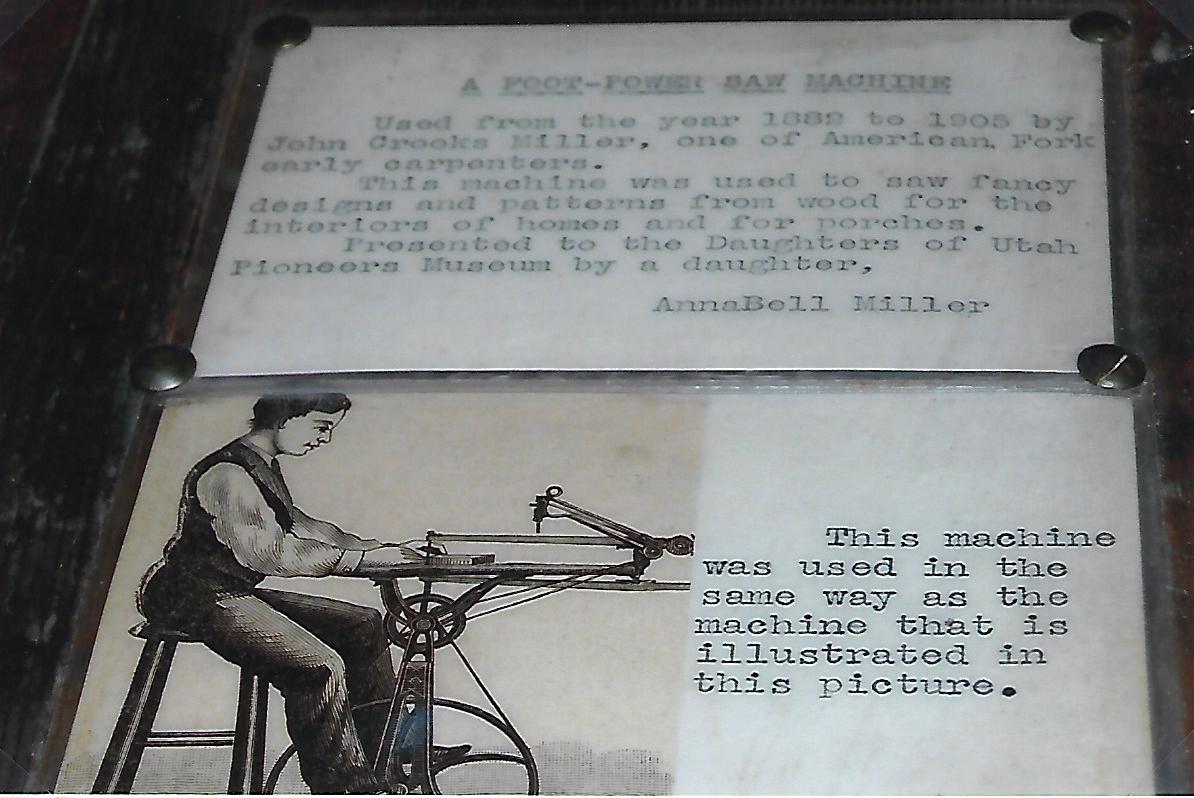 A FOOT-POWER SAW MACHINE
Used from the year 1882 to 1905 by
John Crooks Miller, one of American Fork
early carpenters.
This machine was used to saw fancy
designs and patterns from wood for the
interiors of homes and for porches.
Presented to the Daughters of Utah
Pioneers Museum by a daughter,
AnnaBell Miller
This machine
was used in the
same way as the
machine that is
illustrated in
this picture.